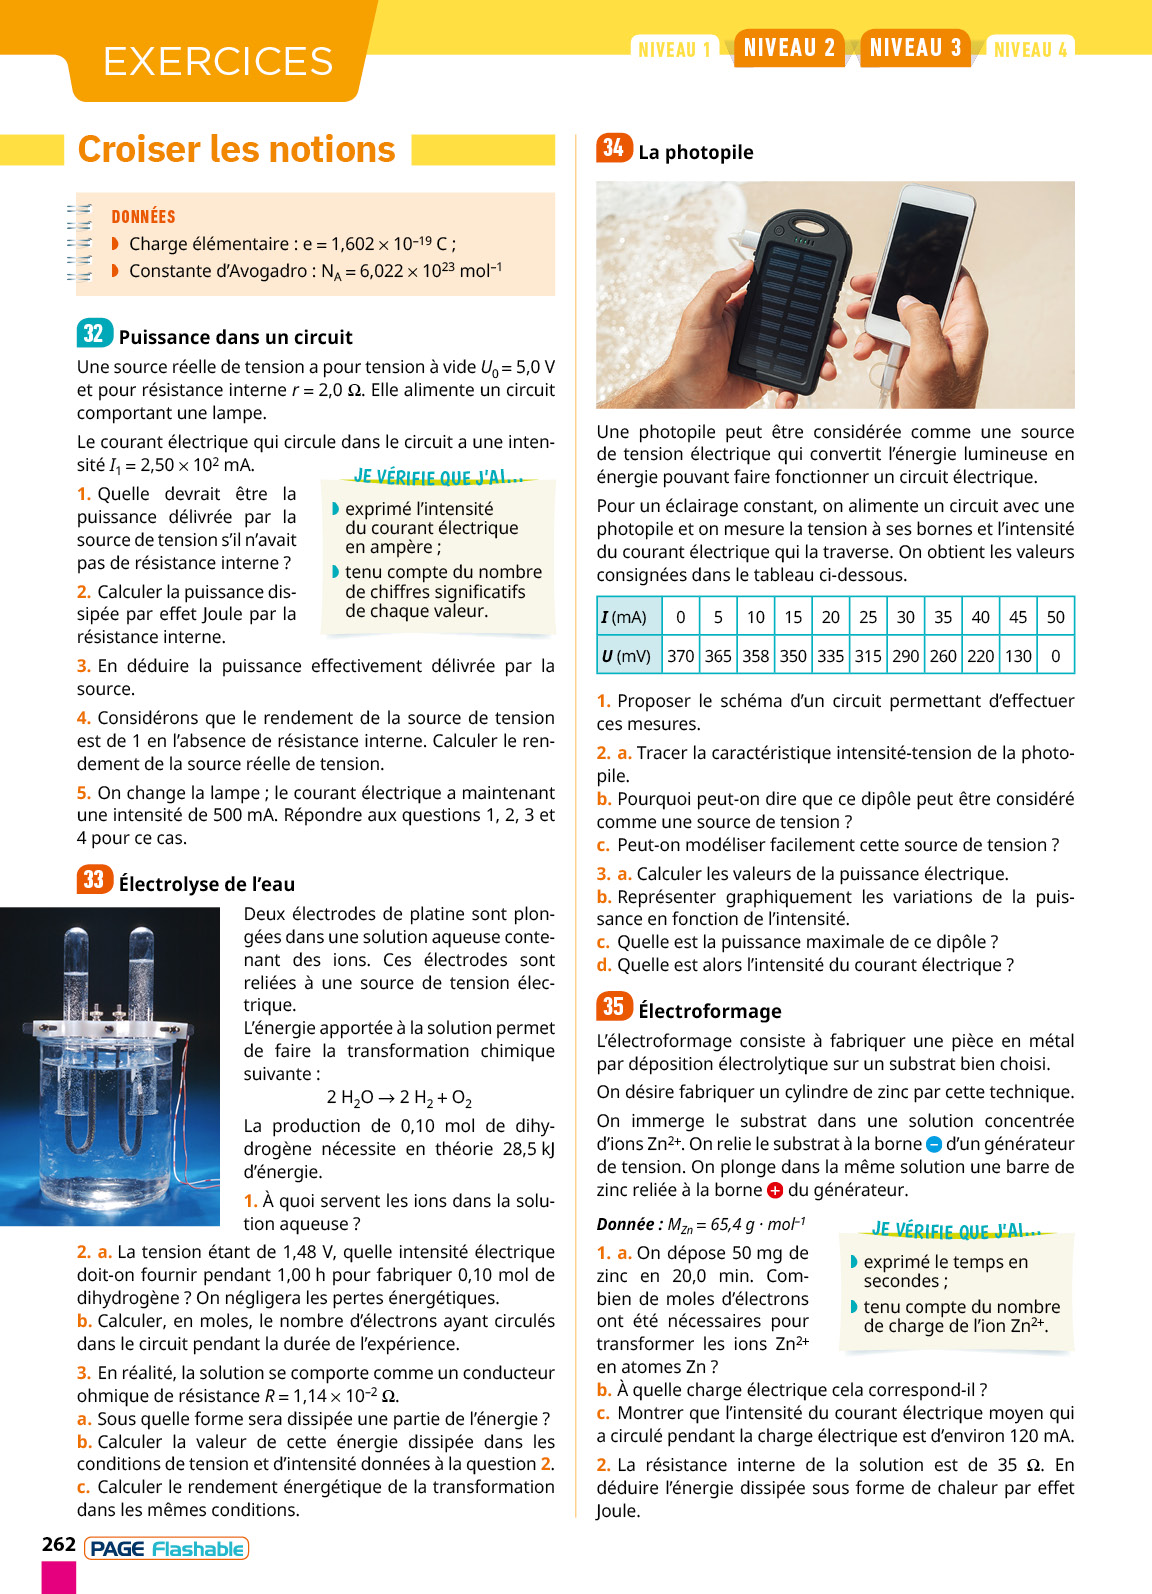 EXERCICES
NIVEAU 1
NIVEAU 2
NIVEAU 3
NIVEAU 4
Croiser les notions
DONNÉES
Charge élémentaire : e = 1,602 × 10⁻¹⁹ C ;
Constante d’Avogadro : N_A = 6,022 × 10²³ mol⁻¹
32 Puissance dans un circuit
Une source réelle de tension a pour tension à vide U₀ = 5,0 V
et pour résistance interne r = 2,0 Ω. Elle alimente un circuit
comportant une lampe.
Le courant électrique qui circule dans le circuit a une inten-
sité I₁ = 2,50 × 10² mA.
1. Quelle devrait être la
puissance délivrée par la
source de tension s’il n’avait
pas de résistance interne ?
2. Calculer la puissance dis-
sipée par effet Joule par la
résistance interne.
JE VÉRIFIE QUE J’AI...
exprimé l’intensité
du courant électrique
en ampère ;
tenu compte du nombre
de chiffres significatifs
de chaque valeur.
3. En déduire la puissance effectivement délivrée par la
source.
4. Considérons que le rendement de la source de tension
est de 1 en l’absence de résistance interne. Calculer le ren-
dement de la source réelle de tension.
5. On change la lampe ; le courant électrique a maintenant
une intensité de 500 mA. Répondre aux questions 1, 2, 3 et
4 pour ce cas.
33 Électrolyse de l’eau
Deux électrodes de platine sont plon-
gées dans une solution aqueuse conte-
nant des ions. Ces électrodes sont
reliées à une source de tension élec-
trique.
L’énergie apportée à la solution permet
de faire la transformation chimique
suivante :
2 H₂O → 2 H₂ + O₂
La production de 0,10 mol de dihy-
drogène nécessite en théorie 28,5 kJ
d’énergie.
1. À quoi servent les ions dans la solu-
tion aqueuse ?
2. a. La tension étant de 1,48 V, quelle intensité électrique
doit-on fournir pendant 1,00 h pour fabriquer 0,10 mol de
dihydrogène ? On négligera les pertes énergétiques.
b. Calculer, en moles, le nombre d’électrons ayant circulés
dans le circuit pendant la durée de l’expérience.
3. En réalité, la solution se comporte comme un conducteur
ohmique de résistance R = 1,14 × 10⁻² Ω.
a. Sous quelle forme sera dissipée une partie de l’énergie ?
b. Calculer la valeur de cette énergie dissipée dans les
conditions de tension et d’intensité données à la question 2.
c. Calculer le rendement énergétique de la transformation
dans les mêmes conditions.
34 La photopile
Une photopile peut être considérée comme une source
de tension électrique qui convertit l’énergie lumineuse en
énergie pouvant faire fonctionner un circuit électrique.
Pour un éclairage constant, on alimente un circuit avec une
photopile et on mesure la tension à ses bornes et l’intensité
du courant électrique qui la traverse. On obtient les valeurs
consignées dans le tableau ci-dessous.
I (mA) 0 5 10 15 20 25 30 35 40 45 50
U (mV) 370 365 358 350 335 315 290 260 220 130 0
1. Proposer le schéma d’un circuit permettant d’effectuer
ces mesures.
2. a. Tracer la caractéristique intensité-tension de la photo-
pile.
b. Pourquoi peut-on dire que ce dipôle peut être considéré
comme une source de tension ?
c. Peut-on modéliser facilement cette source de tension ?
3. a. Calculer les valeurs de la puissance électrique.
b. Représenter graphiquement les variations de la puis-
sance en fonction de l’intensité.
c. Quelle est la puissance maximale de ce dipôle ?
d. Quelle est alors l’intensité du courant électrique ?
35 Électroformage
L’électroformage consiste à fabriquer une pièce en métal
par déposition électrolytique sur un substrat bien choisi.
On désire fabriquer un cylindre de zinc par cette technique.
On immerge le substrat dans une solution concentrée
d’ions Zn²⁺. On relie le substrat à la borne − d’un générateur
de tension. On plonge dans la même solution une barre de
zinc reliée à la borne + du générateur.
Donnée : M_Zn = 65,4 g · mol⁻¹
1. a. On dépose 50 mg de
zinc en 20,0 min. Com-
bien de moles d’électrons
ont été nécessaires pour
transformer les ions Zn²⁺
en atomes Zn ?
JE VÉRIFIE QUE J’AI...
exprimé le temps en
secondes ;
tenu compte du nombre
de charge de l’ion Zn²⁺.
b. À quelle charge électrique cela correspond-il ?
c. Montrer que l’intensité du courant électrique moyen qui
a circulé pendant la charge électrique est d’environ 120 mA.
2. La résistance interne de la solution est de 35 Ω. En
déduire l’énergie dissipée sous forme de chaleur par effet
Joule.
262 PAGE Flashable